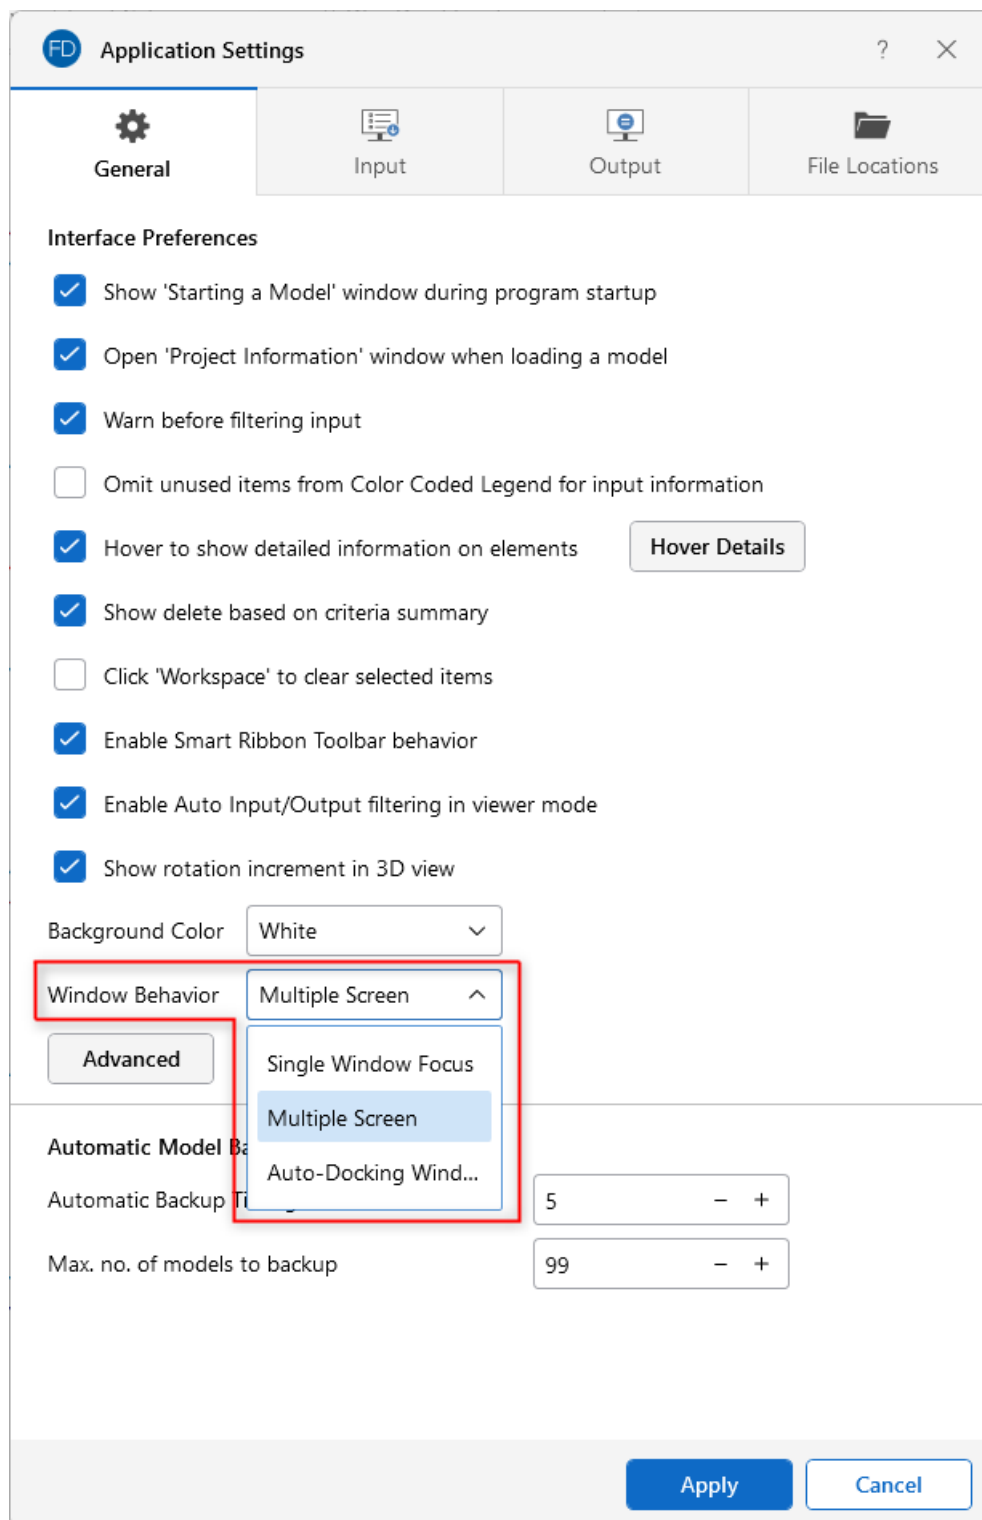 FD Application Settings ?
General Input Output File Locations
Interface Preferences
Show 'Starting a Model' window during program startup
Open 'Project Information' window when loading a model
Warn before filtering input
Omit unused items from Color Coded Legend for input information
Hover to show detailed information on elements Hover Details
Show delete based on criteria summary
Click 'Workspace' to clear selected items
Enable Smart Ribbon Toolbar behavior
Enable Auto Input/Output filtering in viewer mode
Show rotation increment in 3D view
Background Color White
Window Behavior Multiple Screen
Advanced Single Window Focus
Multiple Screen
Automatic Model
Auto-Docking Wind...
Automatic Backup 5 − +
Max. no. of models to backup 99 − +
Apply Cancel